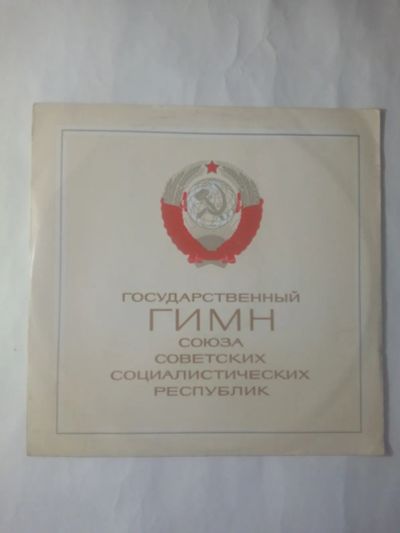 ГОСУДАРСТВЕННЫЙ
ГИМН
СОЮЗА
СОВЕТСКИХ
СОЦИАЛИСТИЧЕСКИХ
РЕСПУБЛИК